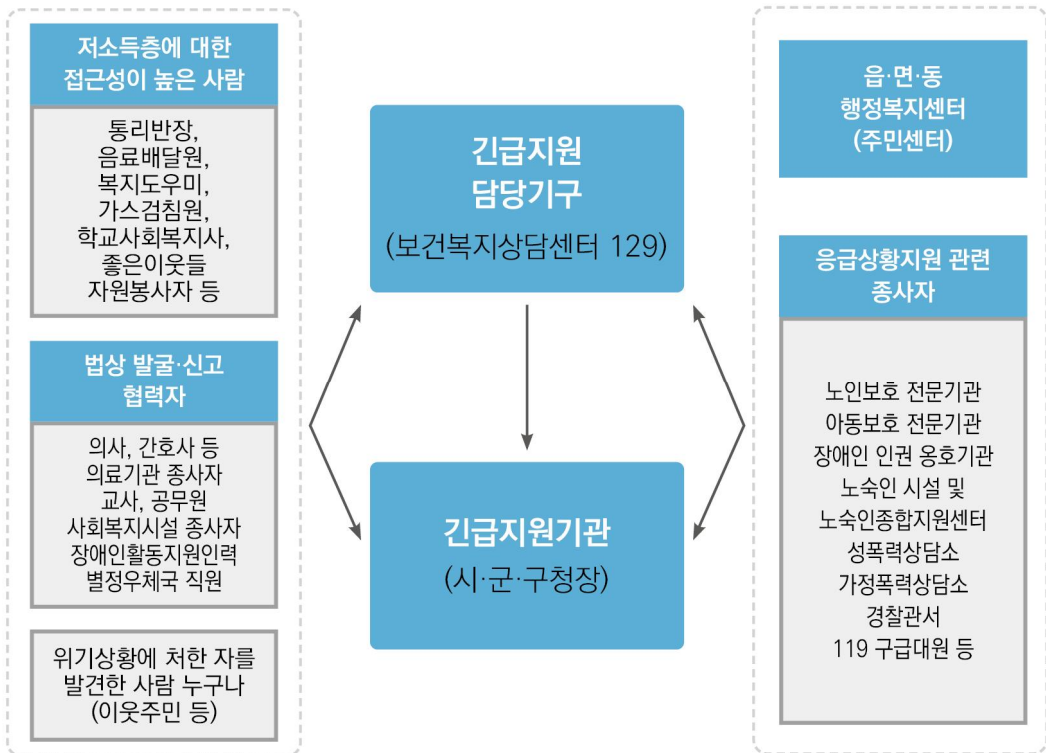 저소득층에 대한
접근성이 높은 사람
통리반장,
음료배달원,
복지도우미,
가스검침원,
학교사회복지사,
좋은이웃들
자원봉사자 등
법상 발굴·신고
협력자
의사, 간호사 등
의료기관 종사자
교사, 공무원
사회복지시설 종사자
장애인활동지원인력
별정우체국 직원
위기상황에 처한 자를
발견한 사람 누구나
(이웃주민 등)
긴급지원
담당기구
(보건복지상담센터 129)
긴급지원기관
(시·군·구청장)
읍·면·동
행정복지센터
(주민센터)
응급상황지원 관련
종사자
노인보호 전문기관
아동보호 전문기관
장애인 인권 옹호기관
노숙인 시설 및
노숙인종합지원센터
성폭력상담소
가정폭력상담소
경찰관서
119 구급대원 등